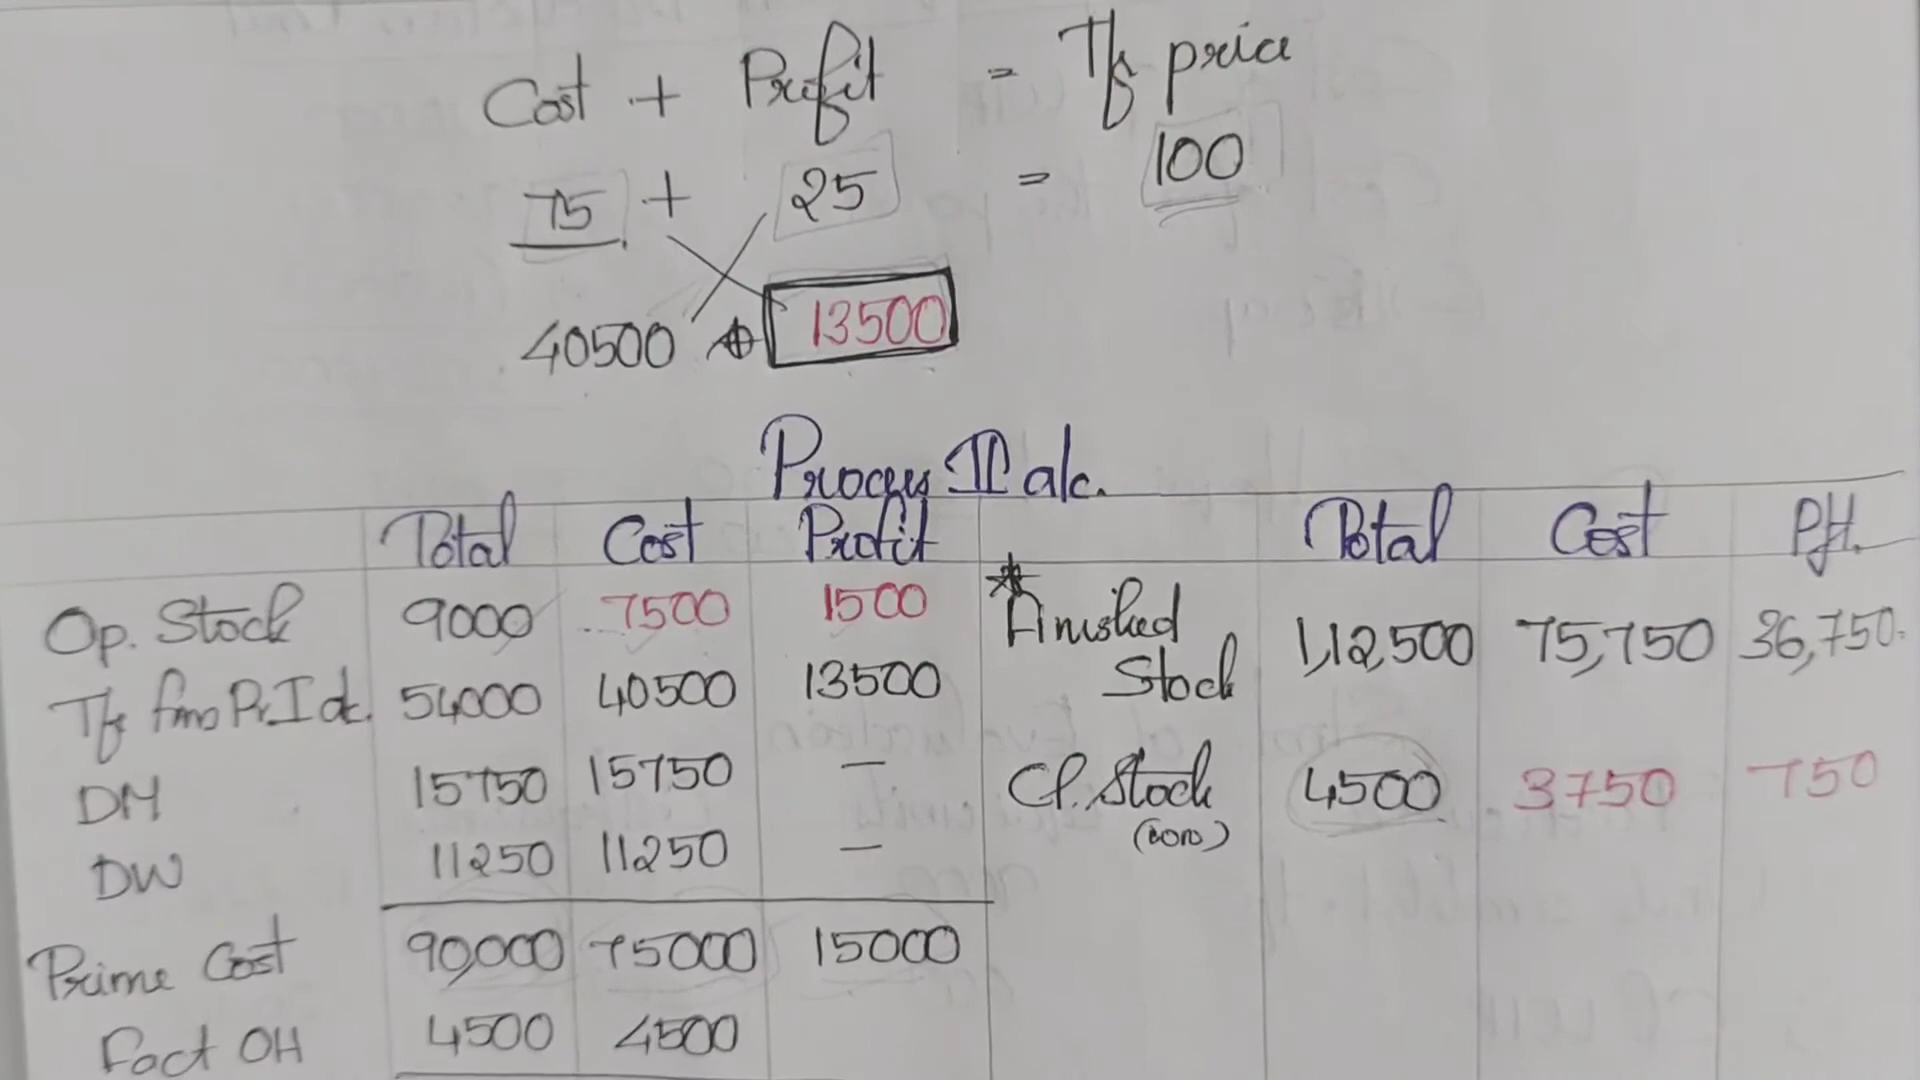 Cost + Profit = Tfr price
75 + 25 = 100
40500 + 13500
Process II a/c.
Total Cost Profit Total Cost Pft.
Op. Stock 9000 7500 1500 * Finished Stock 1,12,500 75,750 36,750.
Tfr from Pr. I a/c. 54000 40500 13500
DM 15750 15750 — Cl. Stock 4500 3750 750
DW 11250 11250 —
Prime Cost 90,000 75000 15000
Fact OH 4500 4500